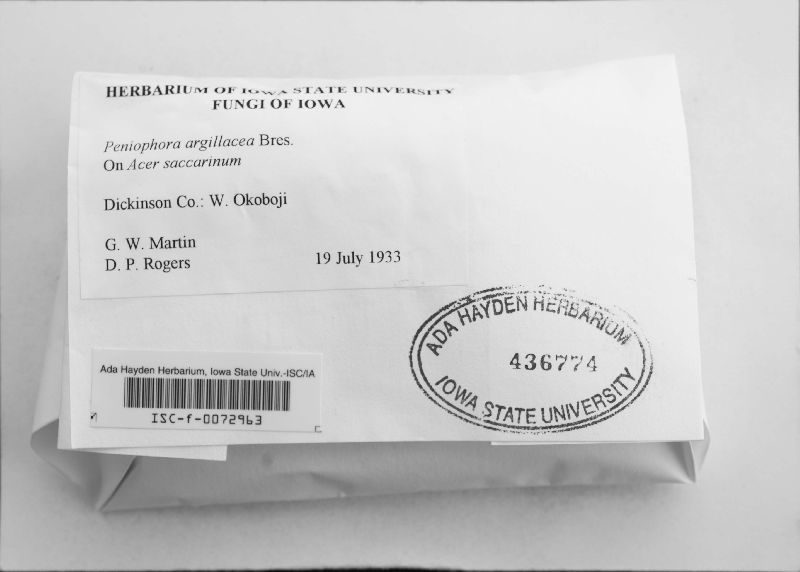 HERBARIUM OF IOWA STATE UNIVERSITY
FUNGI OF IOWA
Peniophora argillacea Bres.
On Acer saccarinum
Dickinson Co.: W. Okoboji
G. W. Martin
D. P. Rogers
19 July 1933
ADA HAYDEN HERBARIUM
436774
IOWA STATE UNIVERSITY
Ada Hayden Herbarium, Iowa State Univ.-ISC/IA
ISC-f-0072963